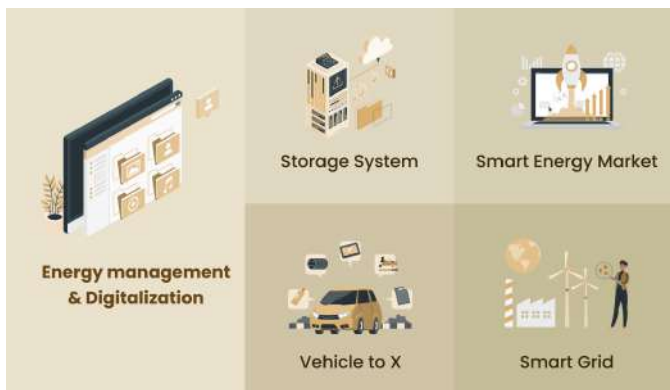 Storage System
Smart Energy Market
Energy management
& Digitalization
Vehicle to X
Smart Grid